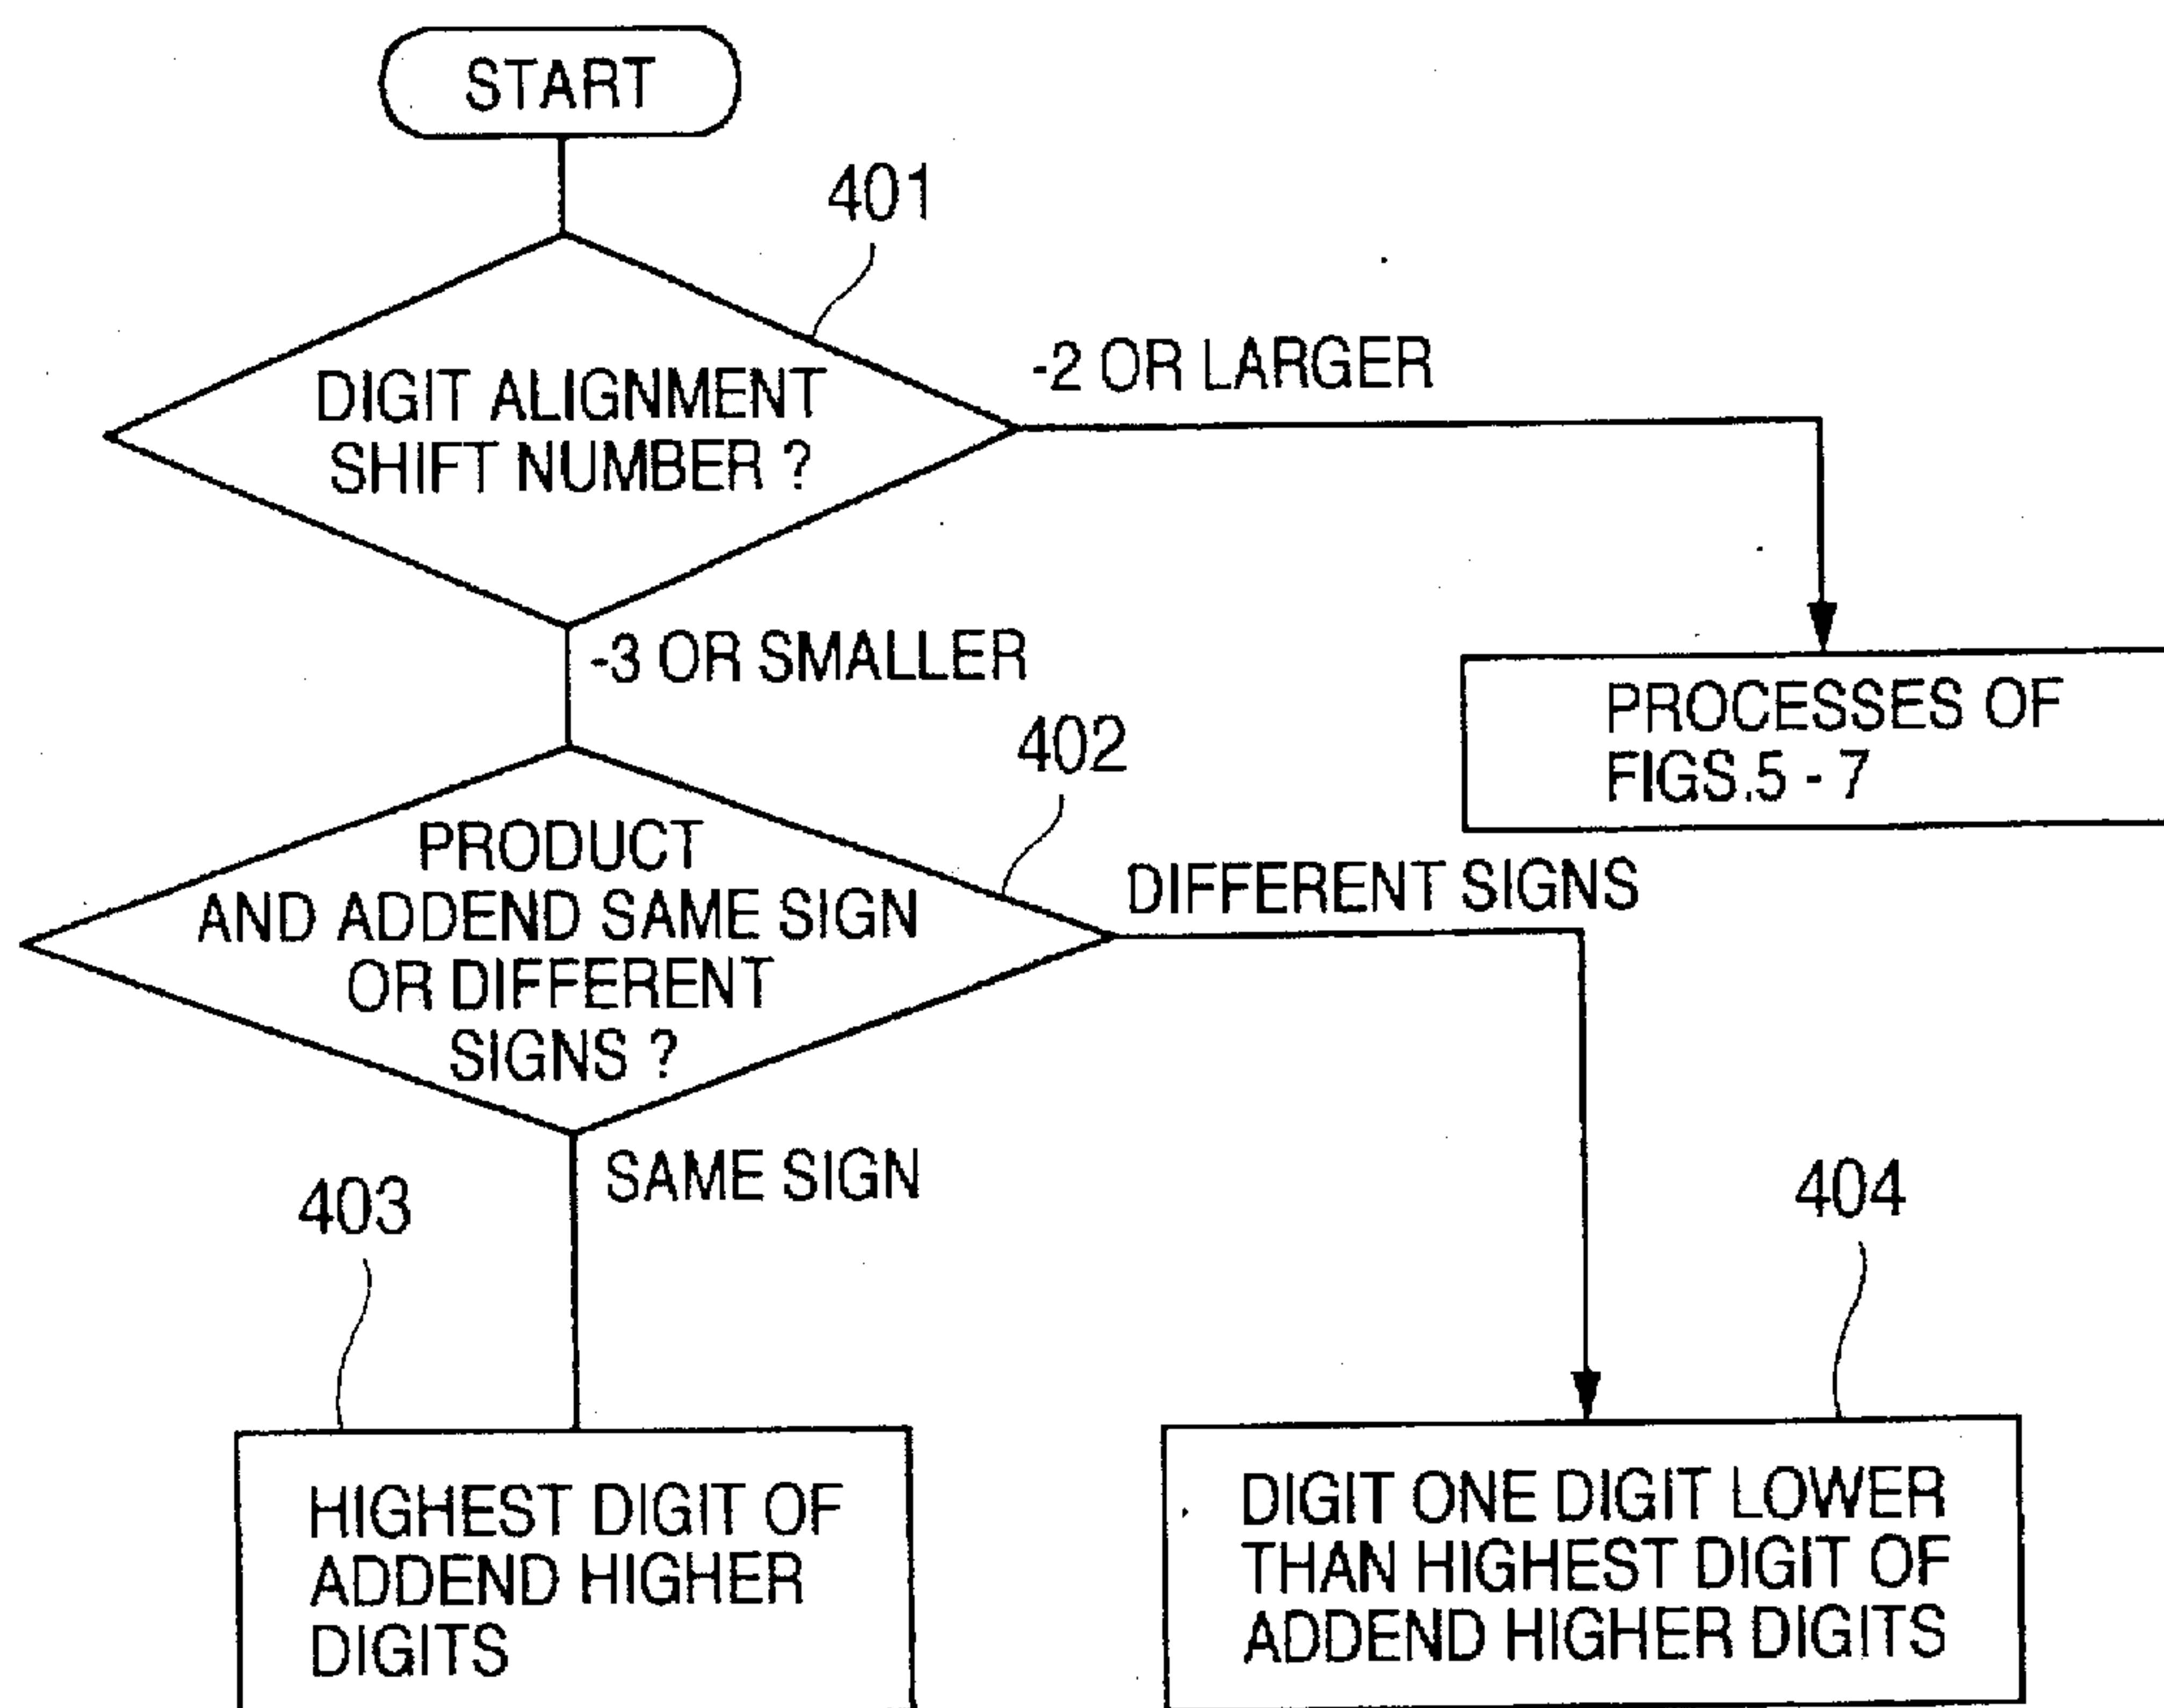 START
401
DIGIT ALIGNMENT
SHIFT NUMBER ?
-2 OR LARGER
-3 OR SMALLER
PROCESSES OF
FIGS.5 - 7
402
PRODUCT
AND ADDEND SAME SIGN
OR DIFFERENT
SIGNS ?
DIFFERENT SIGNS
SAME SIGN
403
HIGHEST DIGIT OF
ADDEND HIGHER
DIGITS
404
DIGIT ONE DIGIT LOWER
THAN HIGHEST DIGIT OF
ADDEND HIGHER DIGITS